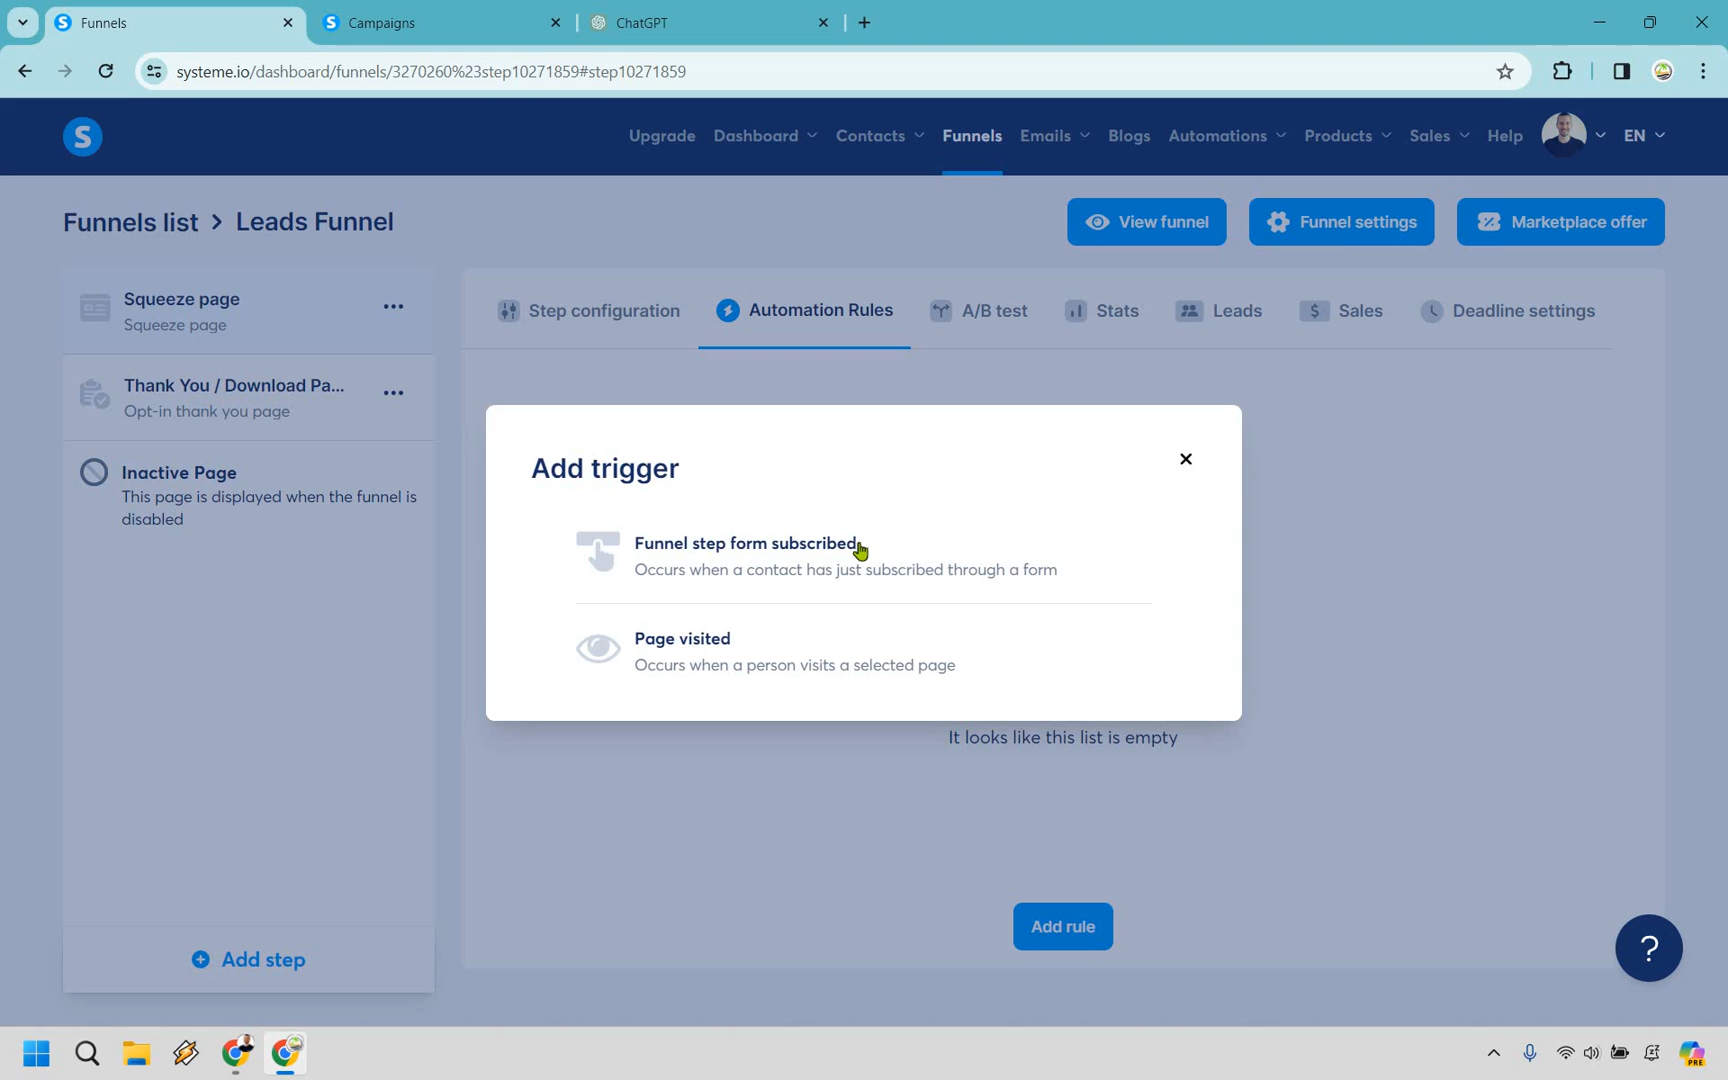 Funnels
Campaigns
ChatGPT
systeme.io/dashboard/funnels/3270260%23step10271859#step10271859
S
Upgrade
Dashboard
Contacts
Funnels
Emails
Blogs
Automations
Products
Sales
Help
EN
Funnels list > Leads Funnel
View funnel
Funnel settings
Marketplace offer
Squeeze page
Squeeze page
Thank You / Download Pa...
Opt-in thank you page
Inactive Page
This page is displayed when the funnel is
disabled
Add step
Step configuration
Automation Rules
A/B test
Stats
Leads
Sales
Deadline settings
Add trigger
Funnel step form subscribed
Occurs when a contact has just subscribed through a form
Page visited
Occurs when a person visits a selected page
It looks like this list is empty
Add rule
?
PRE